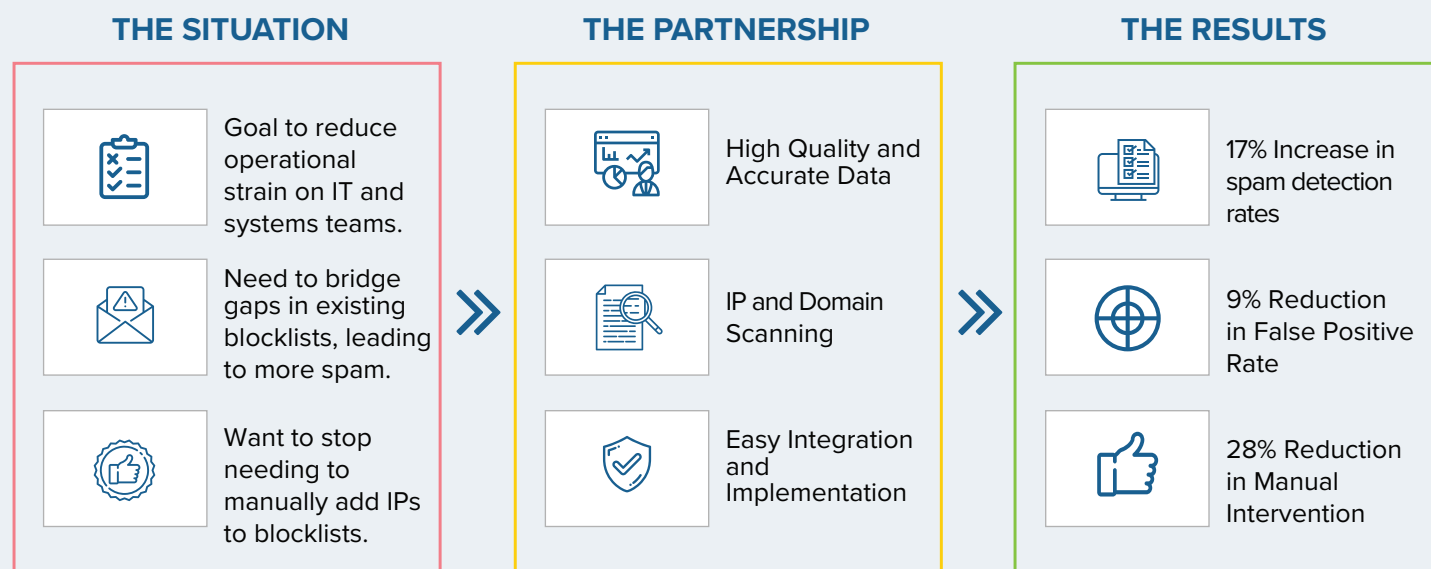 THE SITUATION
Goal to reduce
operational
strain on IT and
systems teams.
Need to bridge
gaps in existing
blocklists, leading
to more spam.
Want to stop
needing to
manually add IPs
to blocklists.
THE PARTNERSHIP
High Quality and
Accurate Data
IP and Domain
Scanning
Easy Integration
and
Implementation
THE RESULTS
17% Increase in
spam detection
rates
9% Reduction
in False Positive
Rate
28% Reduction
in Manual
Intervention